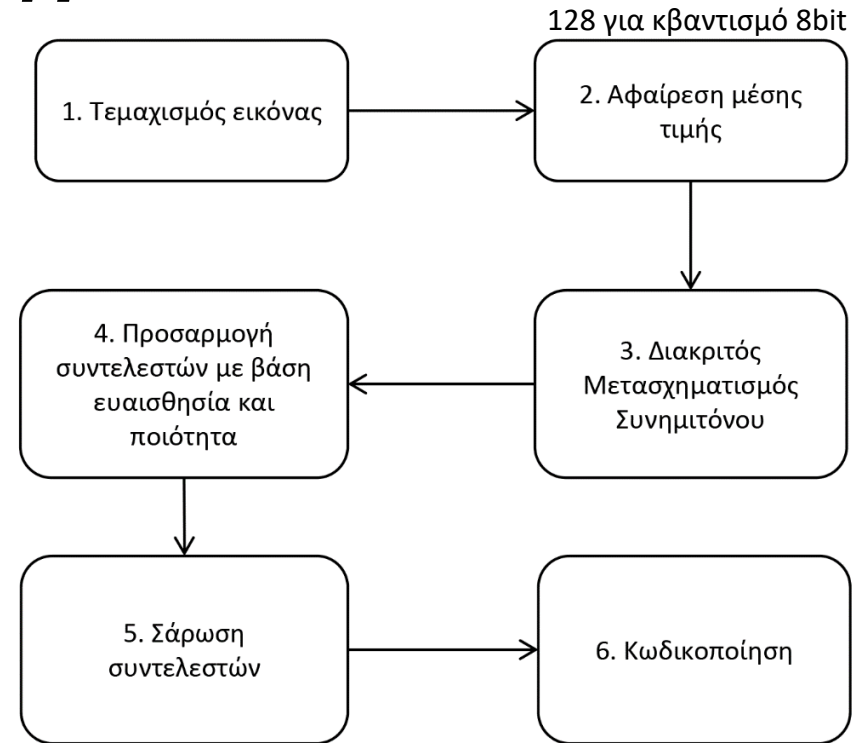 128 για κβαντισμό 8bit
1. Τεμαχισμός εικόνας
2. Αφαίρεση μέσης
τιμής
3. Διακριτός
Μετασχηματισμός
Συνημιτόνου
4. Προσαρμογή
συντελεστών με βάση
ευαισθησία και
ποιότητα
5. Σάρωση
συντελεστών
6. Κωδικοποίηση